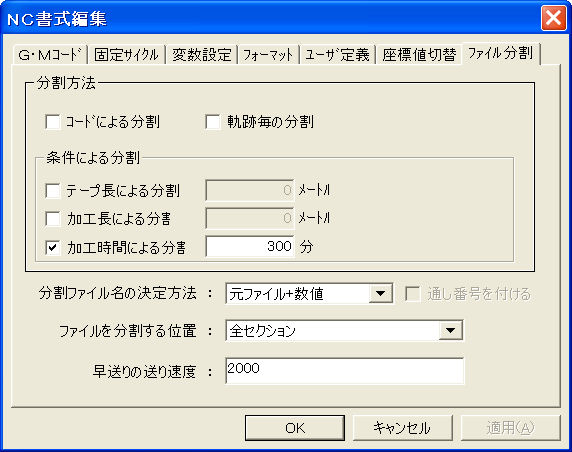 NC書式編集
G・Mコード 固定サイクル 変数設定 フォーマット ユーザ定義 座標値切替 ファイル分割
分割方法
コードによる分割 軌跡毎の分割
条件による分割
テープ長による分割 0 メートル
加工長による分割 0 メートル
加工時間による分割 300 分
分割ファイル名の決定方法 : 元ファイル+数値 通し番号を付ける
ファイルを分割する位置 : 全セクション
早送りの送り速度 : 2000
OK キャンセル 適用(A)